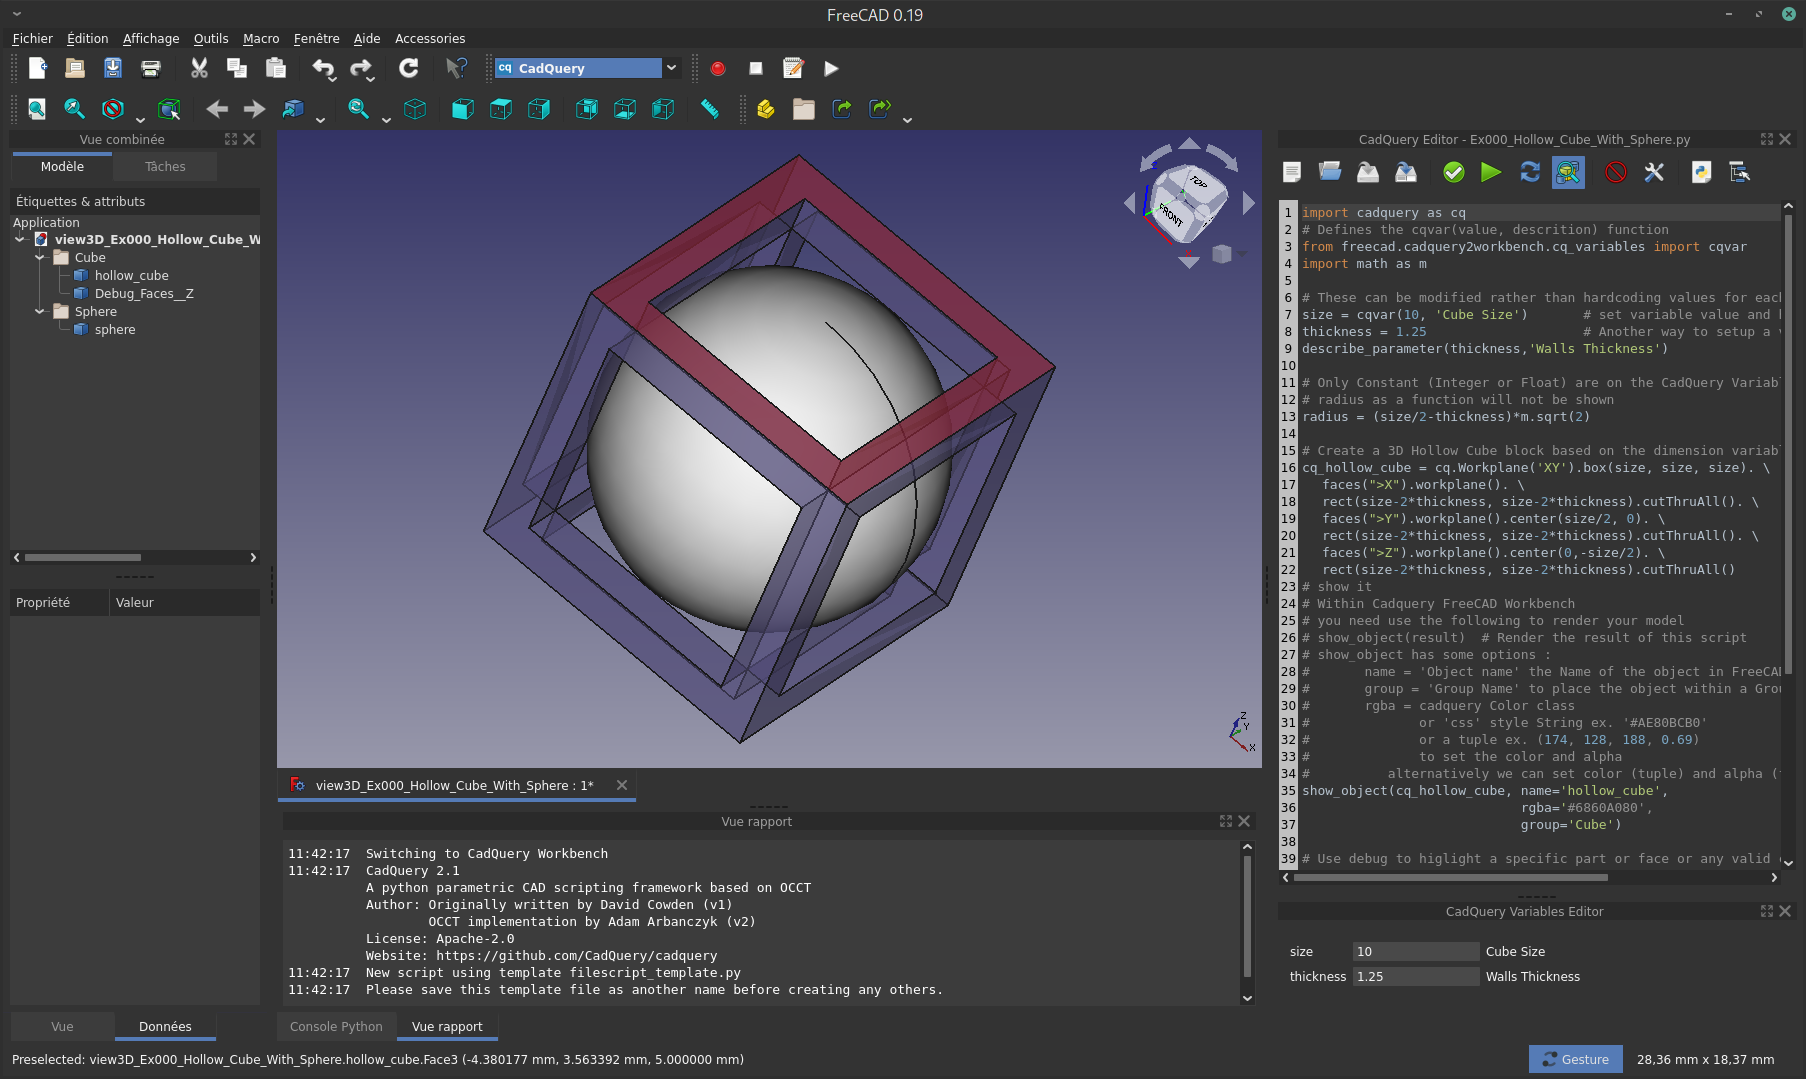 FreeCAD 0.19
Fichier Édition Affichage Outils Macro Fenêtre Aide Accessories
cq CadQuery
Vue combinée
Modèle Tâches
Étiquettes & attributs
Application
view3D_Ex000_Hollow_Cube_W
Cube
hollow_cube
Debug_Faces__Z
Sphere
sphere
Propriété Valeur
Vue Données
TOP
FRONT
Z
Y
X
view3D_Ex000_Hollow_Cube_With_Sphere : 1*
Vue rapport
11:42:17 Switching to CadQuery Workbench
11:42:17 CadQuery 2.1
A python parametric CAD scripting framework based on OCCT
Author: Originally written by David Cowden (v1)
OCCT implementation by Adam Arbanczyk (v2)
License: Apache-2.0
Website: https://github.com/CadQuery/cadquery
11:42:17 New script using template filescript_template.py
11:42:17 Please save this template file as another name before creating any others.
Console Python Vue rapport
CadQuery Editor - Ex000_Hollow_Cube_With_Sphere.py
1 import cadquery as cq
2 # Defines the cqvar(value, descrition) function
3 from freecad.cadquery2workbench.cq_variables import cqvar
4 import math as m
5
6 # These can be modified rather than hardcoding values for each
7 size = cqvar(10, 'Cube Size') # set variable value and
8 thickness = 1.25 # Another way to setup a
9 describe_parameter(thickness,'Walls Thickness')
10
11 # Only Constant (Integer or Float) are on the CadQuery Variab
12 # radius as a function will not be shown
13 radius = (size/2-thickness)*m.sqrt(2)
14
15 # Create a 3D Hollow Cube block based on the dimension variab
16 cq_hollow_cube = cq.Workplane('XY').box(size, size, size). \
17 faces(">X").workplane(). \
18 rect(size-2*thickness, size-2*thickness).cutThruAll(). \
19 faces(">Y").workplane().center(size/2, 0). \
20 rect(size-2*thickness, size-2*thickness).cutThruAll(). \
21 faces(">Z").workplane().center(0,-size/2). \
22 rect(size-2*thickness, size-2*thickness).cutThruAll()
23 # show it
24 # Within Cadquery FreeCAD Workbench
25 # you need use the following to render your model
26 # show_object(result) # Render the result of this script
27 # show_object has some options :
28 # name = 'Object name' the Name of the object in FreeCA
29 # group = 'Group Name' to place the object within a Gro
30 # rgba = cadquery Color class
31 # or 'css' style String ex. '#AE80BCB0'
32 # or a tuple ex. (174, 128, 188, 0.69)
33 # to set the color and alpha
34 # alternatively we can set color (tuple) and alpha (
35 show_object(cq_hollow_cube, name='hollow_cube',
36 rgba='#6860A080',
37 group='Cube')
38
39 # Use debug to higlight a specific part or face or any valid
CadQuery Variables Editor
size 10 Cube Size
thickness 1.25 Walls Thickness
Preselected: view3D_Ex000_Hollow_Cube_With_Sphere.hollow_cube.Face3 (-4.380177 mm, 3.563392 mm, 5.000000 mm)
Gesture 28,36 mm x 18,37 mm